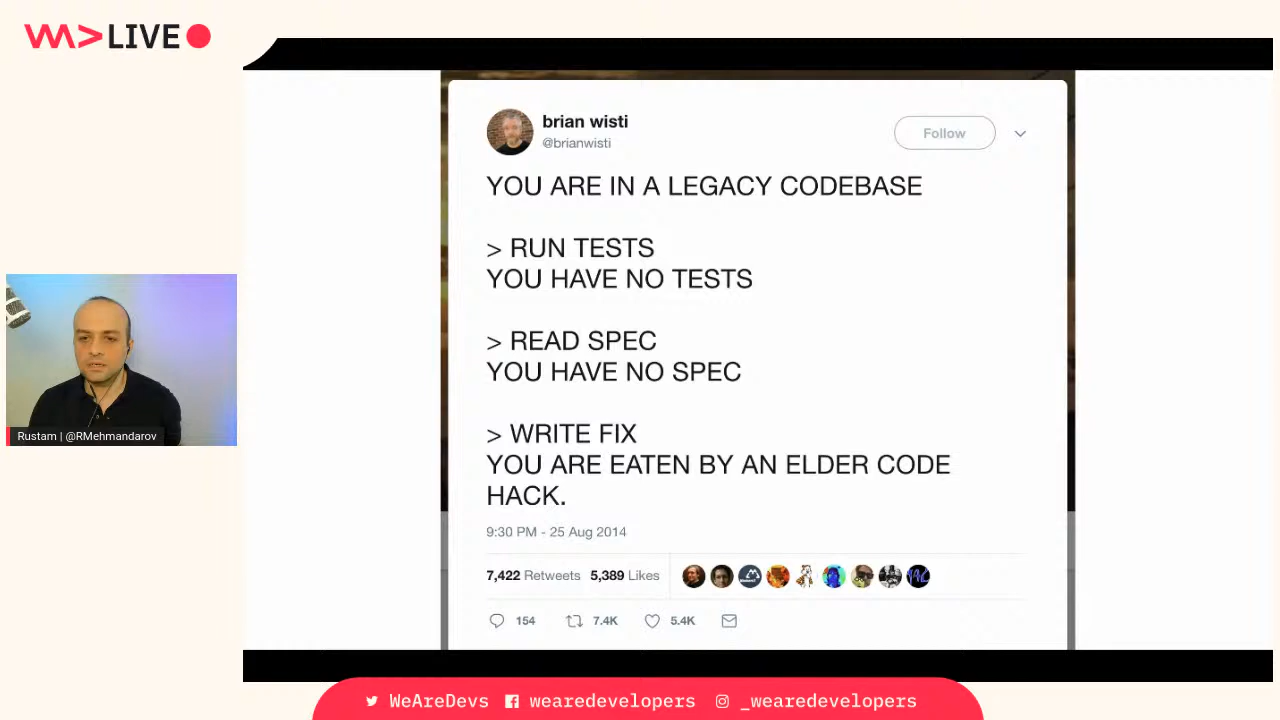 WA>LIVE
brian wisti
@brianwisti
Follow
YOU ARE IN A LEGACY CODEBASE
> RUN TESTS
YOU HAVE NO TESTS
> READ SPEC
YOU HAVE NO SPEC
> WRITE FIX
YOU ARE EATEN BY AN ELDER CODE
HACK.
9:30 PM - 25 Aug 2014
7,422 Retweets 5,389 Likes
154 7.4K 5.4K
Rustam | @RMehmandarov
WeAreDevs wearedevelopers _wearedevelopers